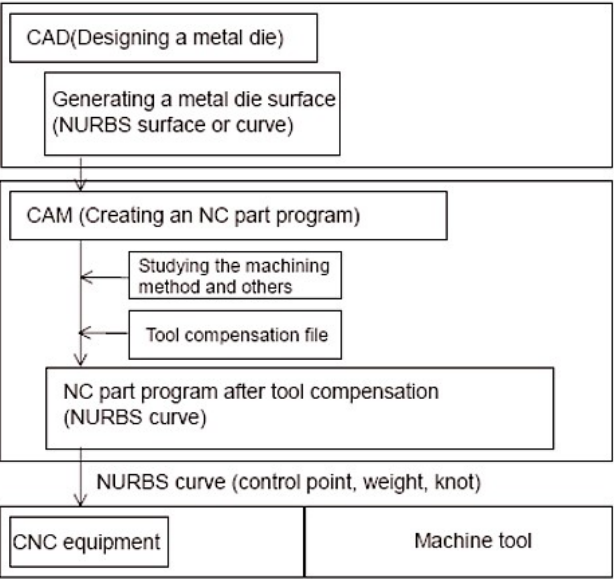 CAD(Designing a metal die)
Generating a metal die surface
(NURBS surface or curve)
CAM (Creating an NC part program)
Studying the machining
method and others
Tool compensation file
NC part program after tool compensation
(NURBS curve)
NURBS curve (control point, weight, knot)
CNC equipment
Machine tool